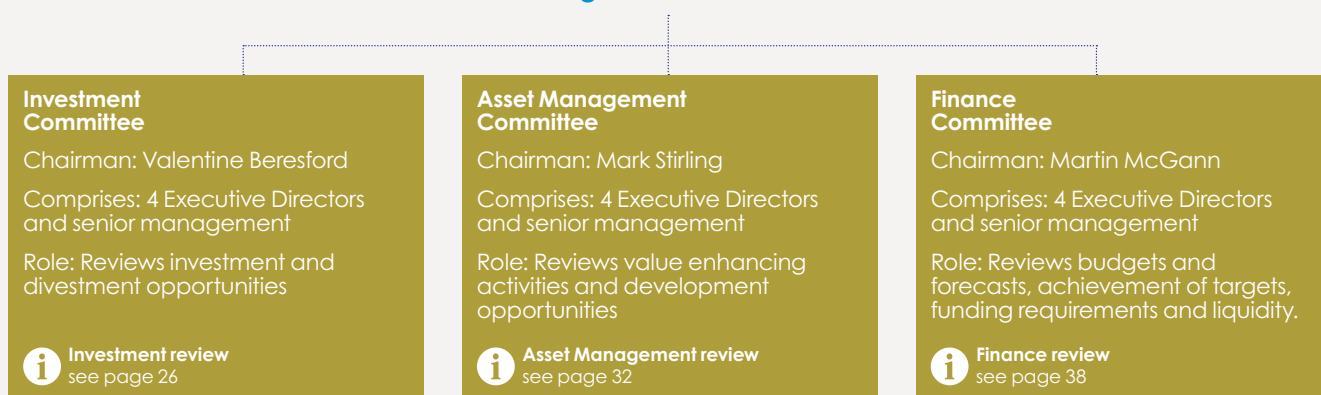 Investment
Committee
Chairman: Valentine Beresford
Comprises: 4 Executive Directors
and senior management
Role: Reviews investment and
divestment opportunities
i Investment review
see page 26
Asset Management
Committee
Chairman: Mark Stirling
Comprises: 4 Executive Directors
and senior management
Role: Reviews value enhancing
activities and development
opportunities
i Asset Management review
see page 32
Finance
Committee
Chairman: Martin McGann
Comprises: 4 Executive Directors
and senior management
Role: Reviews budgets and
forecasts, achievement of targets,
funding requirements and liquidity.
i Finance review
see page 38